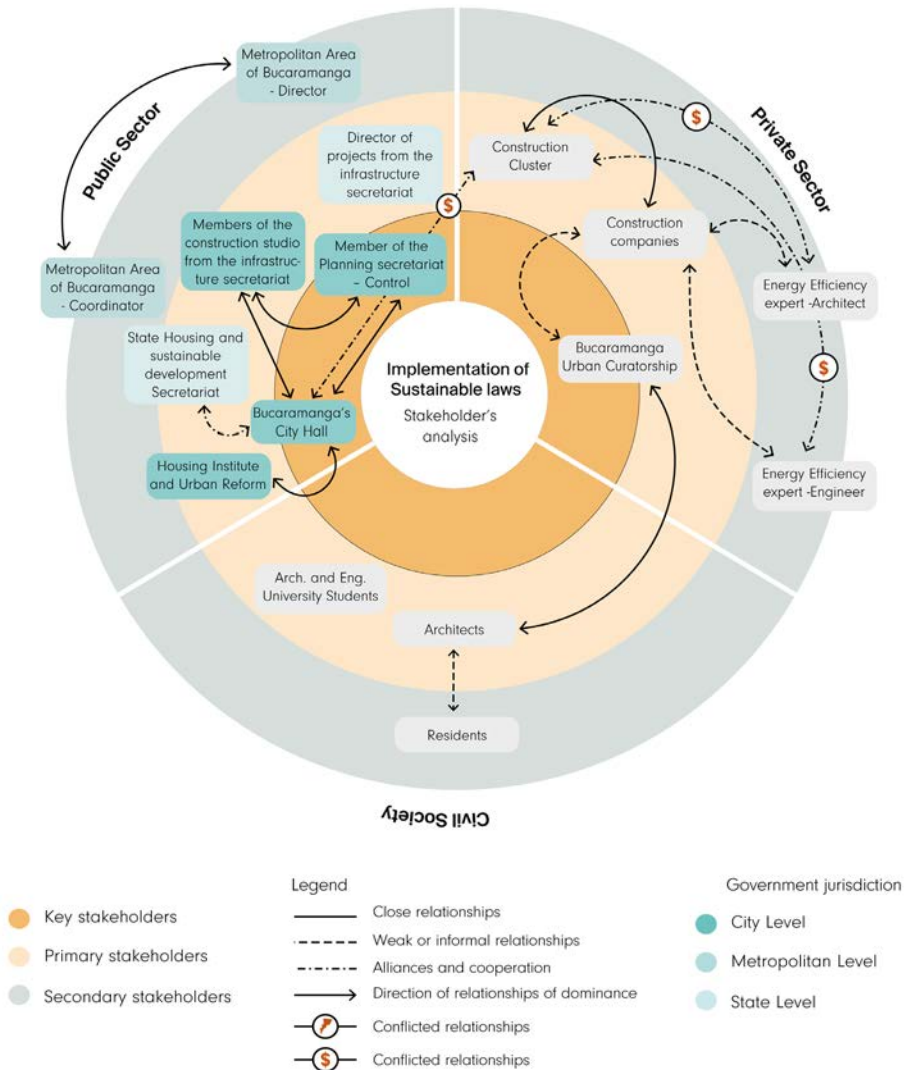 Metropolitan Area
of Bucaramanga
- Director
Public Sector
Private Sector
Director of
projects from the
infrastructure
secretariat
Construction
Cluster
$
$
Members of the
construction studio
from the infrastruc-
ture secretariat
Member of the
Planning secretariat
– Control
Construction
companies
Metropolitan Area
of Bucaramanga
- Coordinator
Energy Efficiency
expert -Architect
State Housing and
sustainable
development
Secretariat
Implementation of
Sustainable laws
Stakeholder's
analysis
Bucaramanga
Urban Curatorship
$
Bucaramanga's
City Hall
Housing Institute
and Urban Reform
Energy Efficiency
expert -Engineer
Arch. and Eng.
University Students
Architects
Residents
Civil Society
Key stakeholders
Primary stakeholders
Secondary stakeholders
Legend
Close relationships
Weak or informal relationships
Alliances and cooperation
Direction of relationships of dominance
Conflicted relationships
$ Conflicted relationships
Government jurisdiction
City Level
Metropolitan Level
State Level